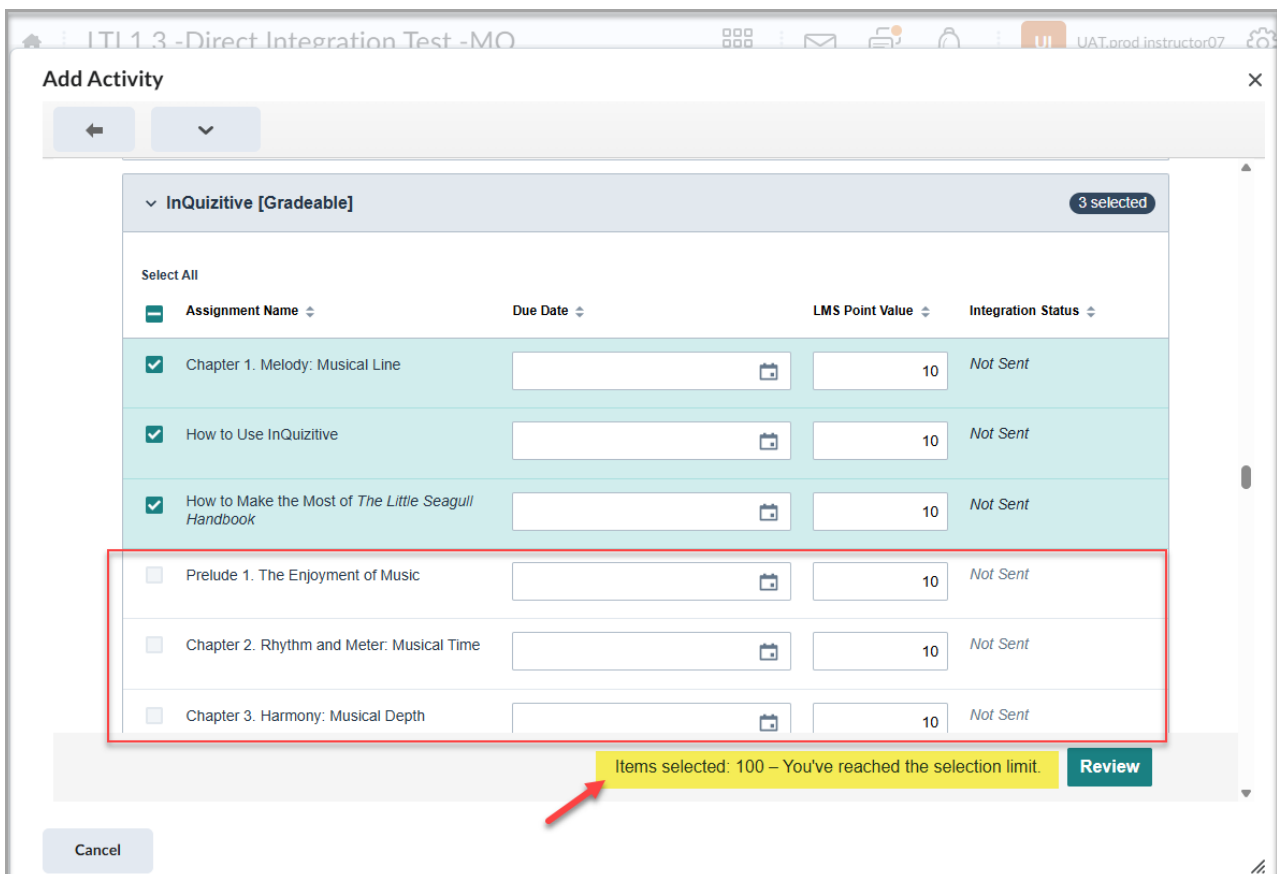 LTI 1.3 -Direct Integration Test -MO
UI
UAT.prod instructor07
Add Activity
InQuizitive [Gradeable]
3 selected
Select All
Assignment Name
Due Date
LMS Point Value
Integration Status
Chapter 1. Melody: Musical Line
10
Not Sent
How to Use InQuizitive
10
Not Sent
How to Make the Most of The Little Seagull
Handbook
10
Not Sent
Prelude 1. The Enjoyment of Music
10
Not Sent
Chapter 2. Rhythm and Meter: Musical Time
10
Not Sent
Chapter 3. Harmony: Musical Depth
10
Not Sent
Items selected: 100 – You've reached the selection limit.
Review
Cancel